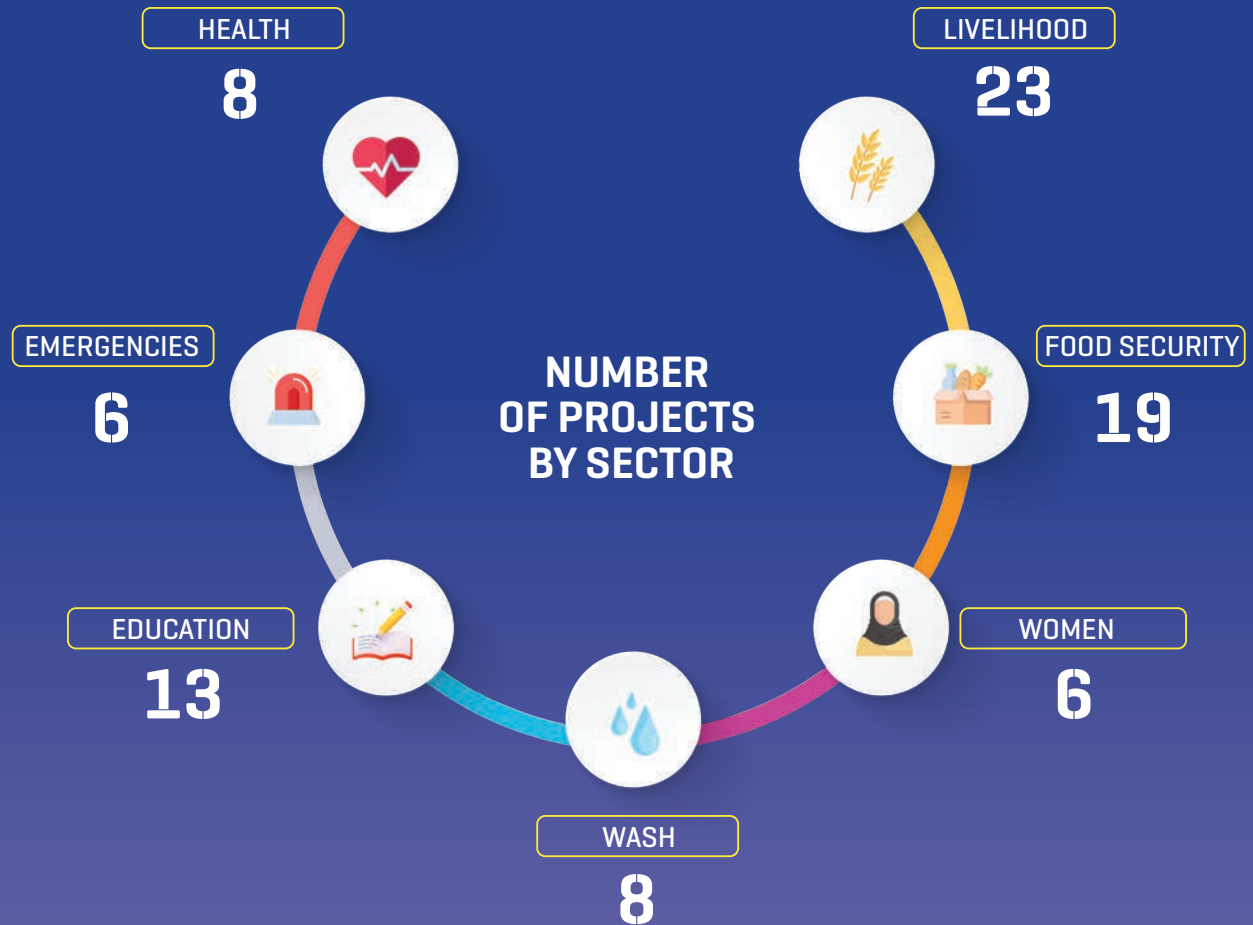 HEALTH
8
LIVELIHOOD
23
EMERGENCIES
6
NUMBER
OF PROJECTS
BY SECTOR
FOOD SECURITY
19
EDUCATION
13
WOMEN
6
WASH
8